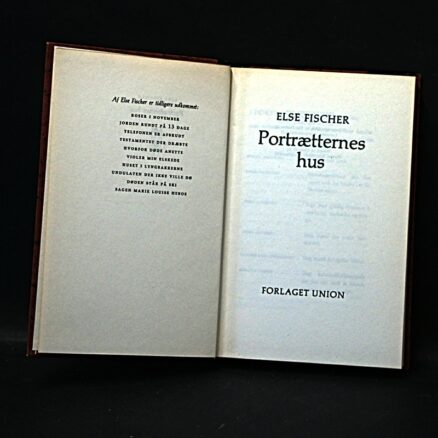 Af Else Fischer er tidligere udkommet:
ROSER I NOVEMBER
JORDEN RUNDT PÅ 13 DAGE
TELEFONEN ER AFBRUDT
TESTAMENTET DER DRÆBTE
HVORFOR DØDE ANETTE
VIOLER MIN ELSKEDE
HUSET I LYNGBAKKERNE
UNDULATEN DER IKKE VILLE DØ
DØDEN STÅR PÅ SKI
SAGEN MARIE LOUISE HEROS
ELSE FISCHER
Portrætternes
hus
FORLAGET UNION